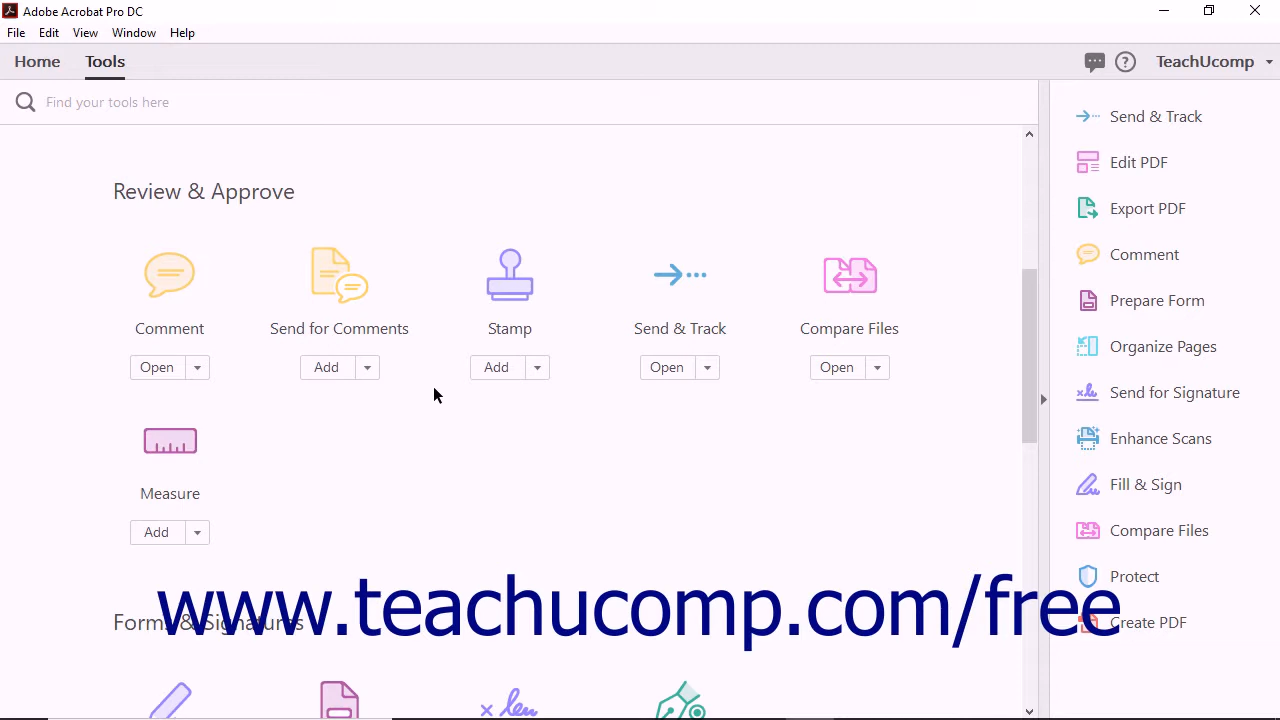 Adobe Acrobat Pro DC
File Edit View Window Help
Home Tools TeachUcomp
Find your tools here
Review & Approve
Comment Send for Comments Stamp Send & Track Compare Files
Open Add Add Open Open
Measure
Add
Forms & Signatures
www.teachucomp.com/free
Send & Track
Edit PDF
Export PDF
Comment
Prepare Form
Organize Pages
Send for Signature
Enhance Scans
Fill & Sign
Compare Files
Protect
Create PDF